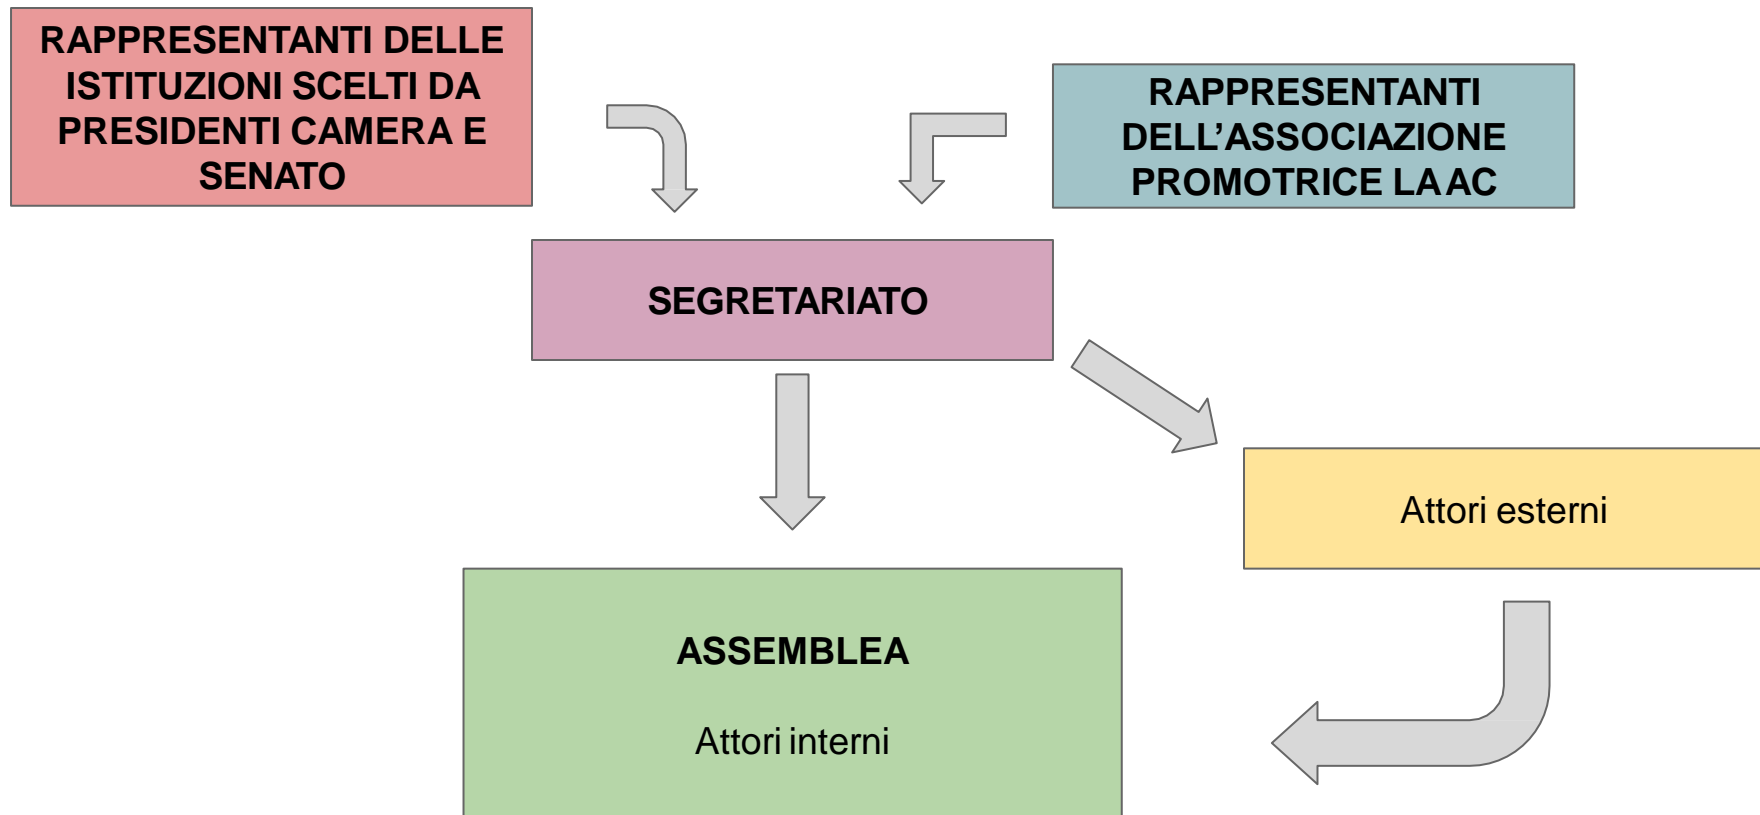 RAPPRESENTANTI DELLE
ISTITUZIONI SCELTI DA
PRESIDENTI CAMERA E
SENATO
RAPPRESENTANTI
DELL’ASSOCIAZIONE
PROMOTRICE LA AC
SEGRETARIATO
Attori esterni
ASSEMBLEA
Attori interni